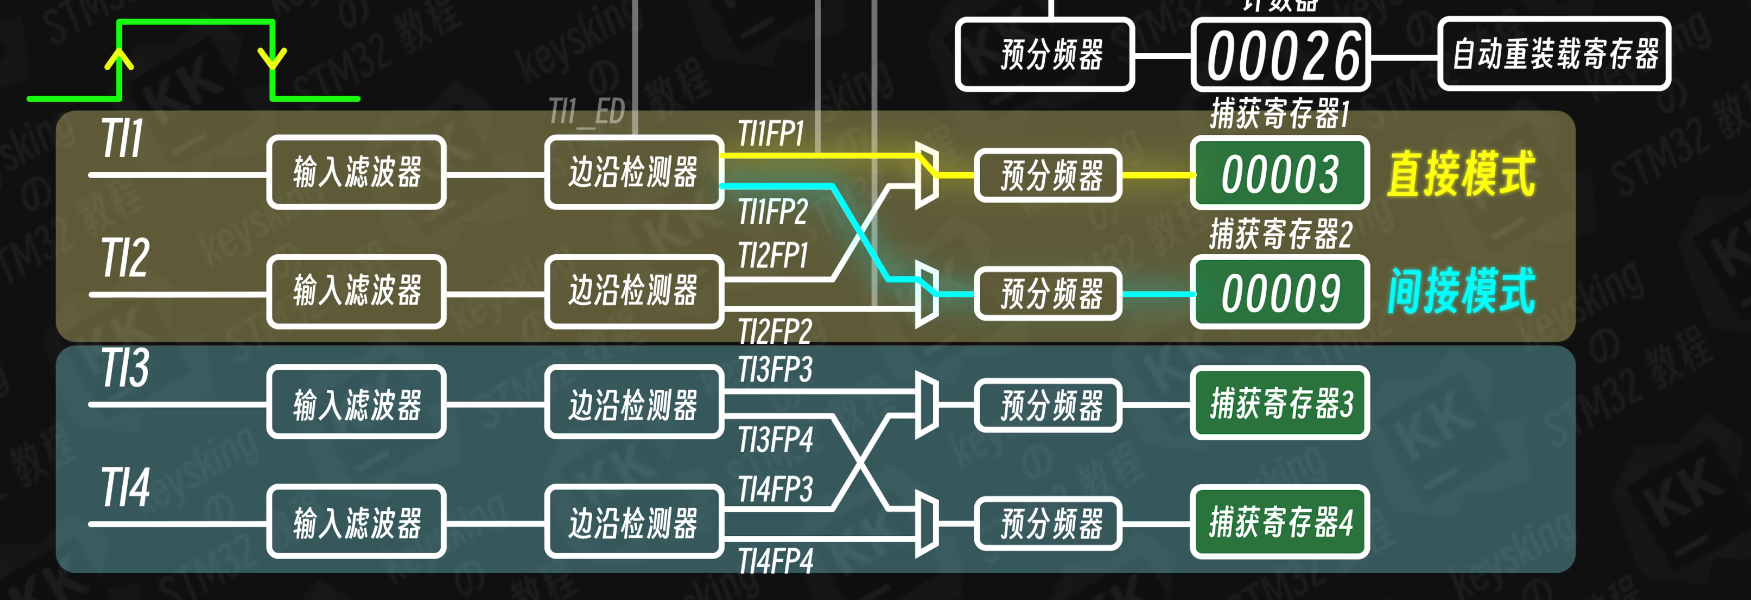 计数器
预分频器
00026
自动重装载寄存器
TI1_ED
捕获寄存器1
TI1
输入滤波器
边沿检测器
TI1FP1
预分频器
00003
直接模式
TI1FP2
捕获寄存器2
TI2
输入滤波器
边沿检测器
TI2FP1
预分频器
00009
间接模式
TI2FP2
TI3
输入滤波器
边沿检测器
TI3FP3
预分频器
捕获寄存器3
TI3FP4
TI4
输入滤波器
边沿检测器
TI4FP3
预分频器
捕获寄存器4
TI4FP4
keysking
の
STM32 教程
KK